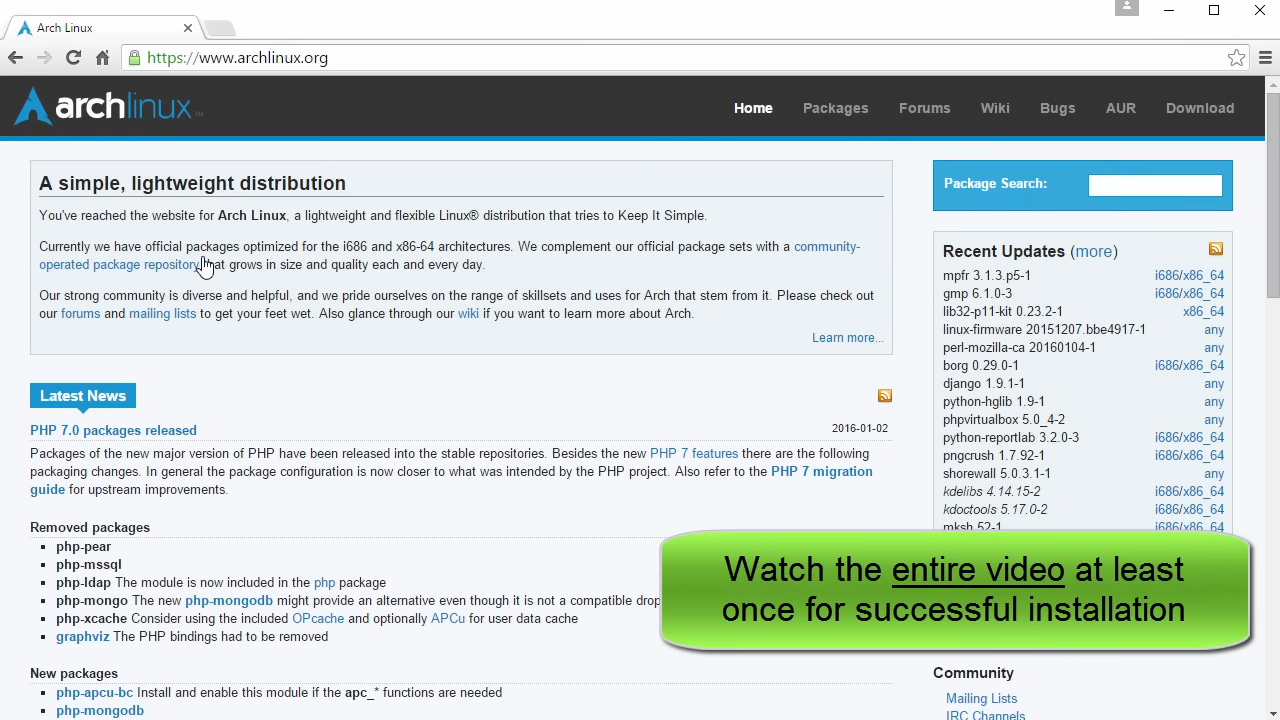 Arch Linux
https://www.archlinux.org
archlinux™
Home Packages Forums Wiki Bugs AUR Download
A simple, lightweight distribution
You've reached the website for Arch Linux, a lightweight and flexible Linux® distribution that tries to Keep It Simple.
Currently we have official packages optimized for the i686 and x86-64 architectures. We complement our official package sets with a community-
operated package repository that grows in size and quality each and every day.
Our strong community is diverse and helpful, and we pride ourselves on the range of skillsets and uses for Arch that stem from it. Please check out
our forums and mailing lists to get your feet wet. Also glance through our wiki if you want to learn more about Arch.
Learn more...
Latest News
PHP 7.0 packages released 2016-01-02
Packages of the new major version of PHP have been released into the stable repositories. Besides the new PHP 7 features there are the following
packaging changes. In general the package configuration is now closer to what was intended by the PHP project. Also refer to the PHP 7 migration
guide for upstream improvements.
Removed packages
php-pear
php-mssql
php-ldap The module is now included in the php package
php-mongo The new php-mongodb might provide an alternative even though it is not a compatible drop
php-xcache Consider using the included OPcache and optionally APCu for user data cache
graphviz The PHP bindings had to be removed
New packages
php-apcu-bc Install and enable this module if the apc_* functions are needed
php-mongodb
Package Search:
Recent Updates (more)
mpfr 3.1.3.p5-1 i686/x86_64
gmp 6.1.0-3 i686/x86_64
lib32-p11-kit 0.23.2-1 x86_64
linux-firmware 20151207.bbe4917-1 any
perl-mozilla-ca 20160104-1 any
borg 0.29.0-1 i686/x86_64
django 1.9.1-1 any
python-hglib 1.9-1 any
phpvirtualbox 5.0_4-2 any
python-reportlab 3.2.0-3 i686/x86_64
pngcrush 1.7.92-1 i686/x86_64
shorewall 5.0.3.1-1 any
kdelibs 4.14.15-2 i686/x86_64
kdoctools 5.17.0-2 i686/x86_64
mksh 52-1 i686/x86_64
Watch the entire video at least
once for successful installation
Community
Mailing Lists
IRC Channels